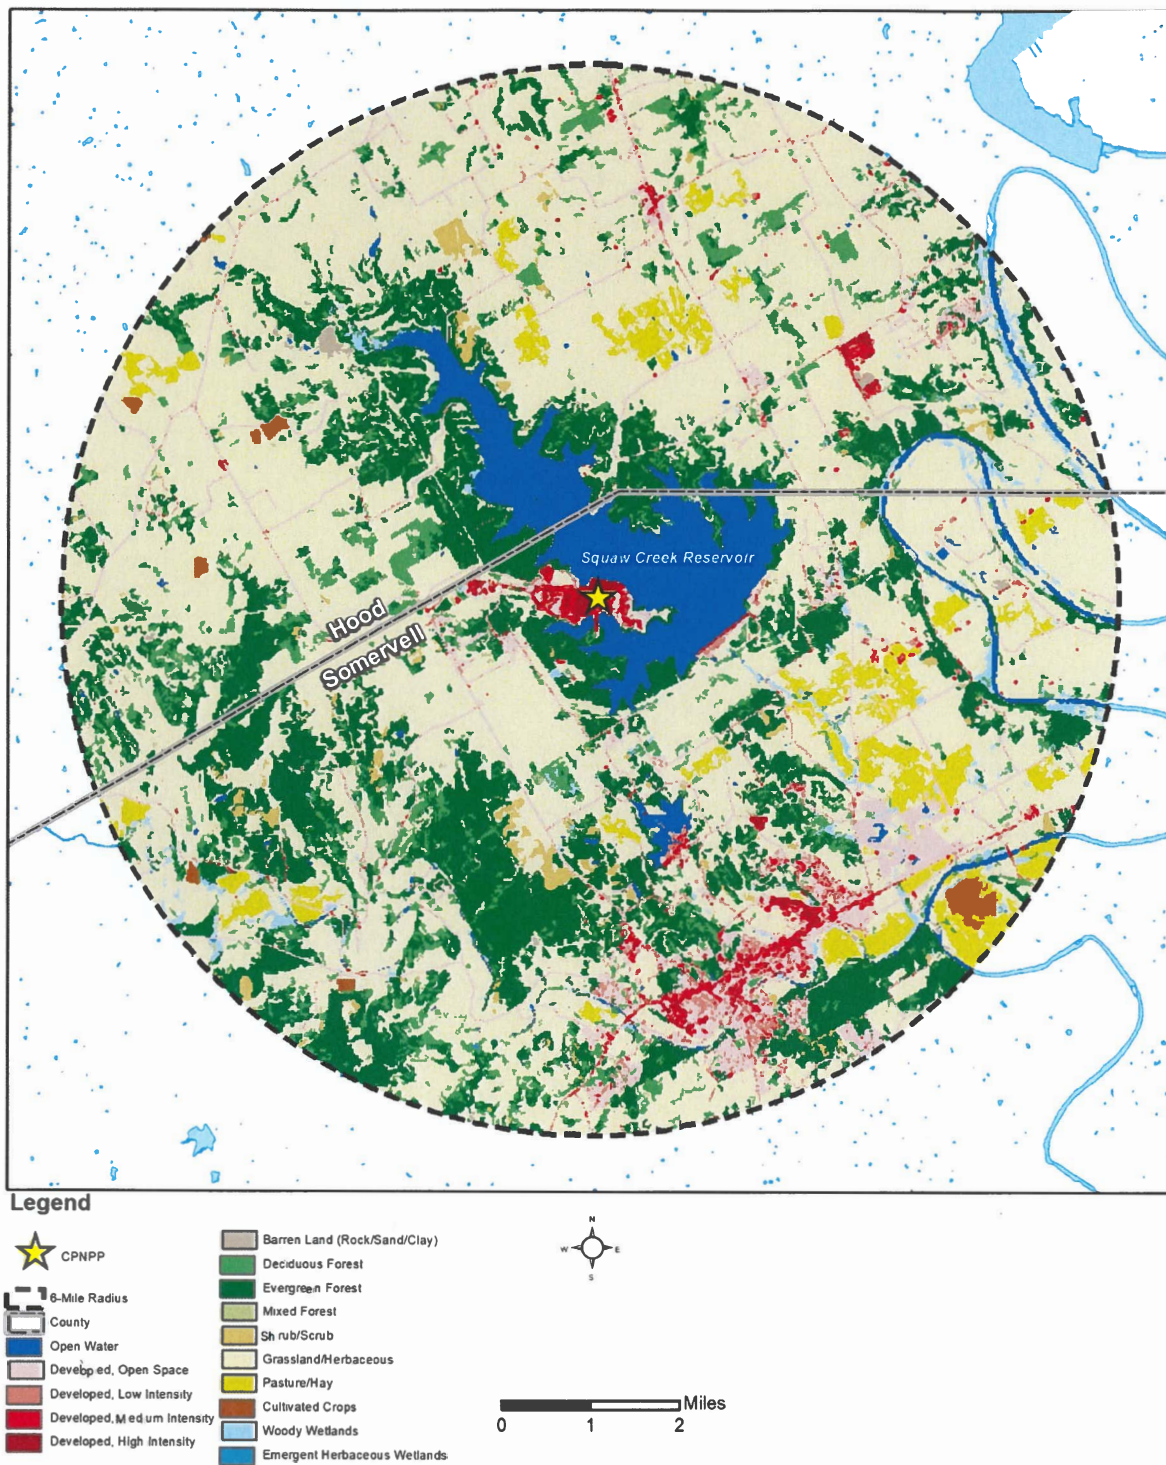 Squaw Creek Reservoir
Hood
Somervell
Legend
CPNPP
6-Mile Radius
County
Open Water
Developed, Open Space
Developed, Low Intensity
Developed, Medium Intensity
Developed, High Intensity
Barren Land (Rock/Sand/Clay)
Deciduous Forest
Evergreen Forest
Mixed Forest
Shrub/Scrub
Grassland/Herbaceous
Pasture/Hay
Cultivated Crops
Woody Wetlands
Emergent Herbaceous Wetlands
N
W E
S
Miles
0 1 2